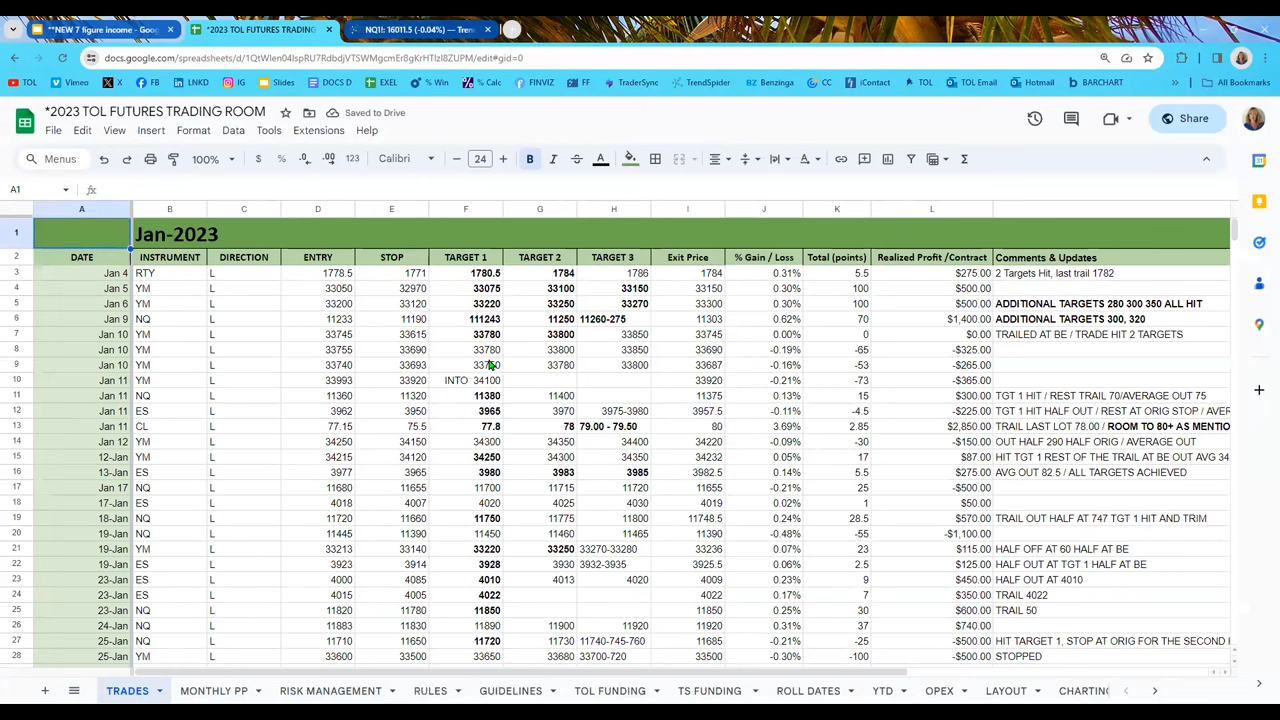 **NEW 7 figure income - Goog
*2023 TOL FUTURES TRADING
NQ1!: 16011.5 (-0.04%) — Tren
docs.google.com/spreadsheets/d/
TOL Vimeo X FB LNKD IG Slides DOCS D EXEL % Win % Calc FINVIZ FF TraderSync TrendSpider Benzinga CC iContact TOL TOL Email Hotmail BARCHART » All Bookmarks
*2023 TOL FUTURES TRADING ROOM Saved to Drive
File Edit View Insert Format Data Tools Extensions Help
Share
Menus 100% $ % .0 .00 123 Calibri 24 B I A
A1 fx
A B C D E F G H I J K L
1 Jan-2023
2 DATE INSTRUMENT DIRECTION ENTRY STOP TARGET 1 TARGET 2 TARGET 3 Exit Price % Gain / Loss Total (points) Realized Profit /Contract Comments & Updates
3 Jan 4 RTY L 1778.5 1771 1780.5 1784 1786 1784 0.31% 5.5 $275.00 2 Targets Hit, last trail 1782
4 Jan 5 YM L 33050 32970 33075 33100 33150 33150 0.30% 100 $500.00
5 Jan 6 YM L 33200 33120 33220 33250 33270 33300 0.30% 100 $500.00 ADDITIONAL TARGETS 280 300 350 ALL HIT
6 Jan 9 NQ L 11233 11190 111243 11250 11260-275 11303 0.62% 70 $1,400.00 ADDITIONAL TARGETS 300, 320
7 Jan 10 YM L 33745 33615 33780 33800 33850 33745 0.00% 0 $0.00 TRAILED AT BE / TRADE HIT 2 TARGETS
8 Jan 10 YM L 33755 33690 33780 33800 33850 33690 -0.19% -65 -$325.00
9 Jan 10 YM L 33740 33693 33780 33800 33687 -0.16% -53 -$265.00
10 Jan 11 YM L 33993 33920 INTO 34100 33920 -0.21% -73 -$365.00
11 Jan 11 NQ L 11360 11320 11380 11400 11375 0.13% 15 $300.00 TGT 1 HIT / REST TRAIL 70/AVERAGE OUT 75
12 Jan 11 ES L 3962 3950 3965 3970 3975-3980 3957.5 -0.11% -4.5 -$225.00 TGT 1 HIT HALF OUT / REST AT ORIG STOP / AVER
13 Jan 11 CL L 77.15 75.5 77.8 78 79.00 - 79.50 80 3.69% 2.85 $2,850.00 TRAIL LAST LOT 78.00 / ROOM TO 80+ AS MENTIO
14 Jan 12 YM L 34250 34150 34300 34350 34400 34220 -0.09% -30 -$150.00 OUT HALF 290 HALF ORIG / AVERAGE OUT
15 12-Jan YM L 34215 34120 34250 34300 34350 34232 0.05% 17 $87.00 HIT TGT 1 REST OF THE TRAIL AT BE OUT AVG 34
16 13-Jan ES L 3977 3965 3980 3983 3985 3982.5 0.14% 5.5 $275.00 AVG OUT 82.5 / ALL TARGETS ACHIEVED
17 Jan 17 NQ L 11680 11655 11700 11715 11720 11655 -0.21% 25 -$500.00
18 17-Jan ES L 4018 4007 4020 4025 4030 4019 0.02% 1 $50.00
19 18-Jan NQ L 11720 11660 11750 11775 11800 11748.5 0.24% 28.5 $570.00 TRAIL OUT HALF AT 747 TGT 1 HIT AND TRIM
20 19-Jan NQ L 11445 11390 11450 11460 11465 11390 -0.48% -55 -$1,100.00
21 19-Jan YM L 33213 33140 33220 33250 33270-33280 33236 0.07% 23 $115.00 HALF OFF AT 60 HALF AT BE
22 19-Jan ES L 3923 3914 3928 3930 3932-3935 3925.5 0.06% 2.5 $125.00 HALF OUT AT TGT 1 HALF AT BE
23 23-Jan ES L 4000 4085 4010 4013 4020 4009 0.23% 9 $450.00 HALF OUT AT 4010
24 23-Jan ES L 4015 4005 4022 4022 0.17% 7 $350.00 TRAIL 4022
25 23-Jan NQ L 11820 11780 11850 11850 0.25% 30 $600.00 TRAIL 50
26 24-Jan NQ L 11883 11830 11890 11900 11920 11920 0.31% 37 $740.00
27 25-Jan NQ L 11710 11650 11720 11730 11740-745-760 11685 -0.21% -25 -$500.00 HIT TARGET 1, STOP AT ORIG FOR THE SECOND
28 25-Jan YM L 33600 33500 33650 33680 33700-720 33500 -0.30% -100 -$500.00 STOPPED
TRADES MONTHLY PP RISK MANAGEMENT RULES GUIDELINES TOL FUNDING TS FUNDING ROLL DATES YTD OPEX LAYOUT CHARTING